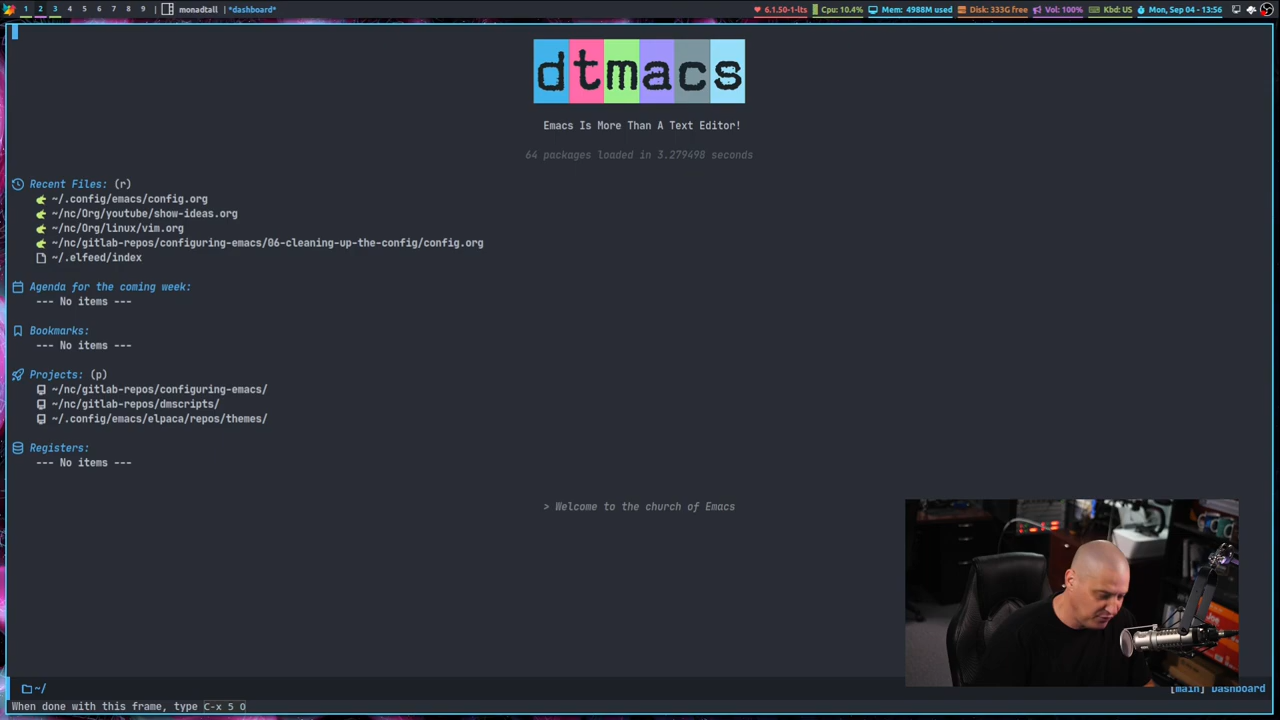 1 2 3 4 5 6 7 8 9 | monadtall | *dashboard*
6.1.50-1-lts Cpu: 10.4% Mem: 4988M used Disk: 333G free Vol: 100% Kbd: US Mon, Sep 04 - 13:56
dtmacs
Emacs Is More Than A Text Editor!
64 packages loaded in 3.279498 seconds
Recent Files: (r)
~/.config/emacs/config.org
~/nc/Org/youtube/show-ideas.org
~/nc/Org/linux/vim.org
~/nc/gitlab-repos/configuring-emacs/06-cleaning-up-the-config/config.org
~/.elfeed/index
Agenda for the coming week:
--- No items ---
Bookmarks:
--- No items ---
Projects: (p)
~/nc/gitlab-repos/configuring-emacs/
~/nc/gitlab-repos/dmscripts/
~/.config/emacs/elpaca/repos/themes/
Registers:
--- No items ---
> Welcome to the church of Emacs
~/ [main] Dashboard
When done with this frame, type C-x 5 0